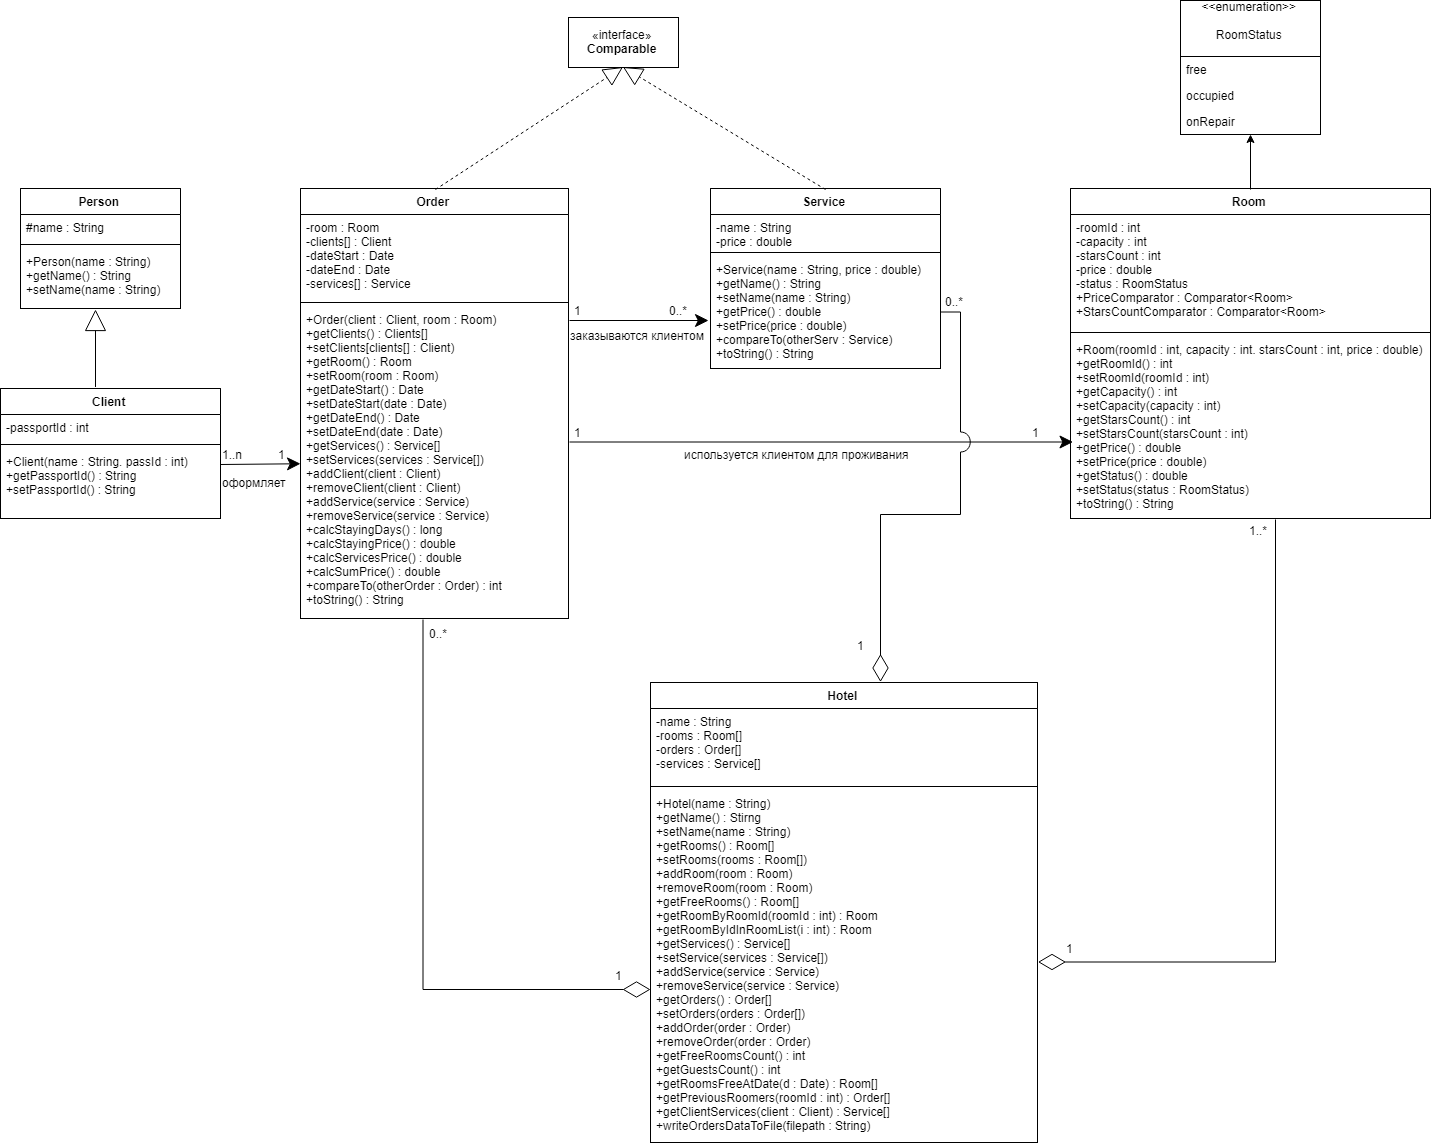 <<enumeration>>
RoomStatus
free
occupied
onRepair
«interface»
Comparable
Person
#name : String
+Person(name : String)
+getName() : String
+setName(name : String)
Client
-passportId : int
+Client(name : String. passId : int)
+getPassportId() : String
+setPassportId() : String
1..n
1
оформляет
Order
-room : Room
-clients[] : Client
-dateStart : Date
-dateEnd : Date
-services[] : Service
+Order(client : Client, room : Room)
+getClients() : Clients[]
+setClients[clients[] : Client)
+getRoom() : Room
+setRoom(room : Room)
+getDateStart() : Date
+setDateStart(date : Date)
+getDateEnd() : Date
+setDateEnd(date : Date)
+getServices() : Service[]
+setServices(services : Service[])
+addClient(client : Client)
+removeClient(client : Client)
+addService(service : Service)
+removeService(service : Service)
+calcStayingDays() : long
+calcStayingPrice() : double
+calcServicesPrice() : double
+calcSumPrice() : double
+compareTo(otherOrder : Order) : int
+toString() : String
1
0..*
заказываются клиентом
Service
-name : String
-price : double
+Service(name : String, price : double)
+getName() : String
+setName(name : String)
+getPrice() : double
+setPrice(price : double)
+compareTo(otherServ : Service)
+toString() : String
0..*
1
1
используется клиентом для проживания
Room
-roomId : int
-capacity : int
-starsCount : int
-price : double
-status : RoomStatus
+PriceComparator : Comparator<Room>
+StarsCountComparator : Comparator<Room>
+Room(roomId : int, capacity : int. starsCount : int, price : double)
+getRoomId() : int
+setRoomId(roomId : int)
+getCapacity() : int
+setCapacity(capacity : int)
+getStarsCount() : int
+setStarsCount(starsCount : int)
+getPrice() : double
+setPrice(price : double)
+getStatus() : double
+setStatus(status : RoomStatus)
+toString() : String
1..*
0..*
1
Hotel
-name : String
-rooms : Room[]
-orders : Order[]
-services : Service[]
+Hotel(name : String)
+getName() : Stirng
+setName(name : String)
+getRooms() : Room[]
+setRooms(rooms : Room[])
+addRoom(room : Room)
+removeRoom(room : Room)
+getFreeRooms() : Room[]
+getRoomByRoomId(roomId : int) : Room
+getRoomByIdInRoomList(i : int) : Room
+getServices() : Service[]
+setService(services : Service[])
+addService(service : Service)
+removeService(service : Service)
+getOrders() : Order[]
+setOrders(orders : Order[])
+addOrder(order : Order)
+removeOrder(order : Order)
+getFreeRoomsCount() : int
+getGuestsCount() : int
+getRoomsFreeAtDate(d : Date) : Room[]
+getPreviousRoomers(roomId : int) : Order[]
+getClientServices(client : Client) : Service[]
+writeOrdersDataToFile(filepath : String)
1
1